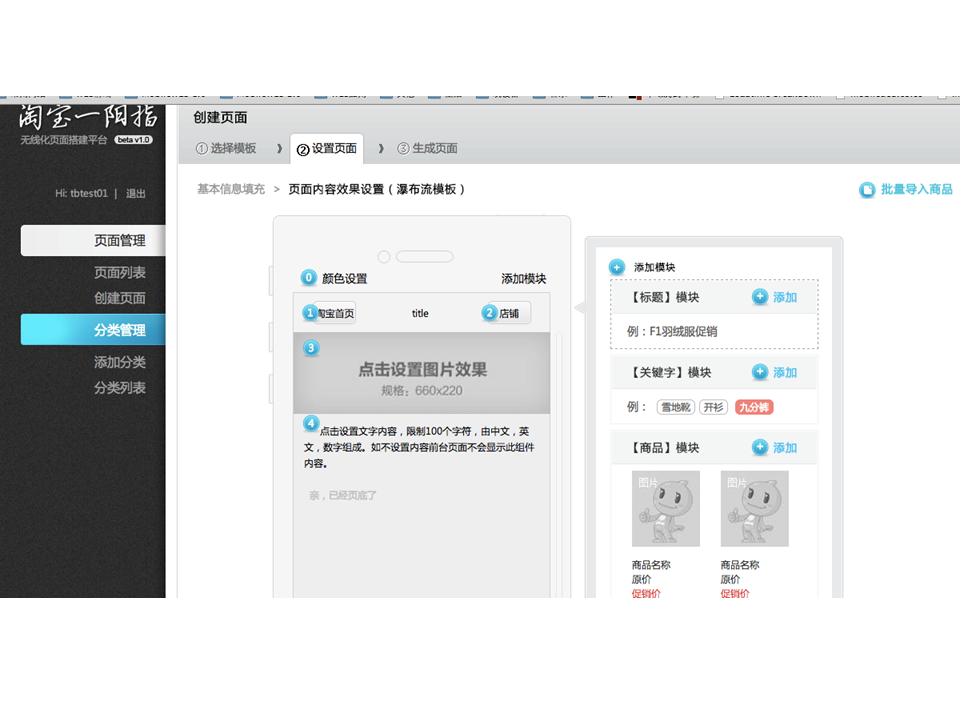 淘宝一阳指
无线化页面搭建平台 beta v1.0
Hi: tbtest01 | 退出
页面管理
页面列表
创建页面
分类管理
添加分类
分类列表
创建页面
①选择模板 》 ②设置页面 》 ③生成页面
基本信息填充 > 页面内容效果设置（瀑布流模板）
批量导入商品
0 颜色设置 添加模块
1 淘宝首页 title 2 店铺
3
点击设置图片效果
规格：660x220
4 点击设置文字内容，限制100个字符，由中文，英
文，数字组成。如不设置内容前台页面不会显示此组件
内容。
亲，已经页底了
添加模块
【标题】模块 添加
例：F1羽绒服促销
【关键字】模块 添加
例： 雪地靴 开衫 九分裤
【商品】模块 添加
图片 图片
商品名称 商品名称
原价 原价
促销价 促销价